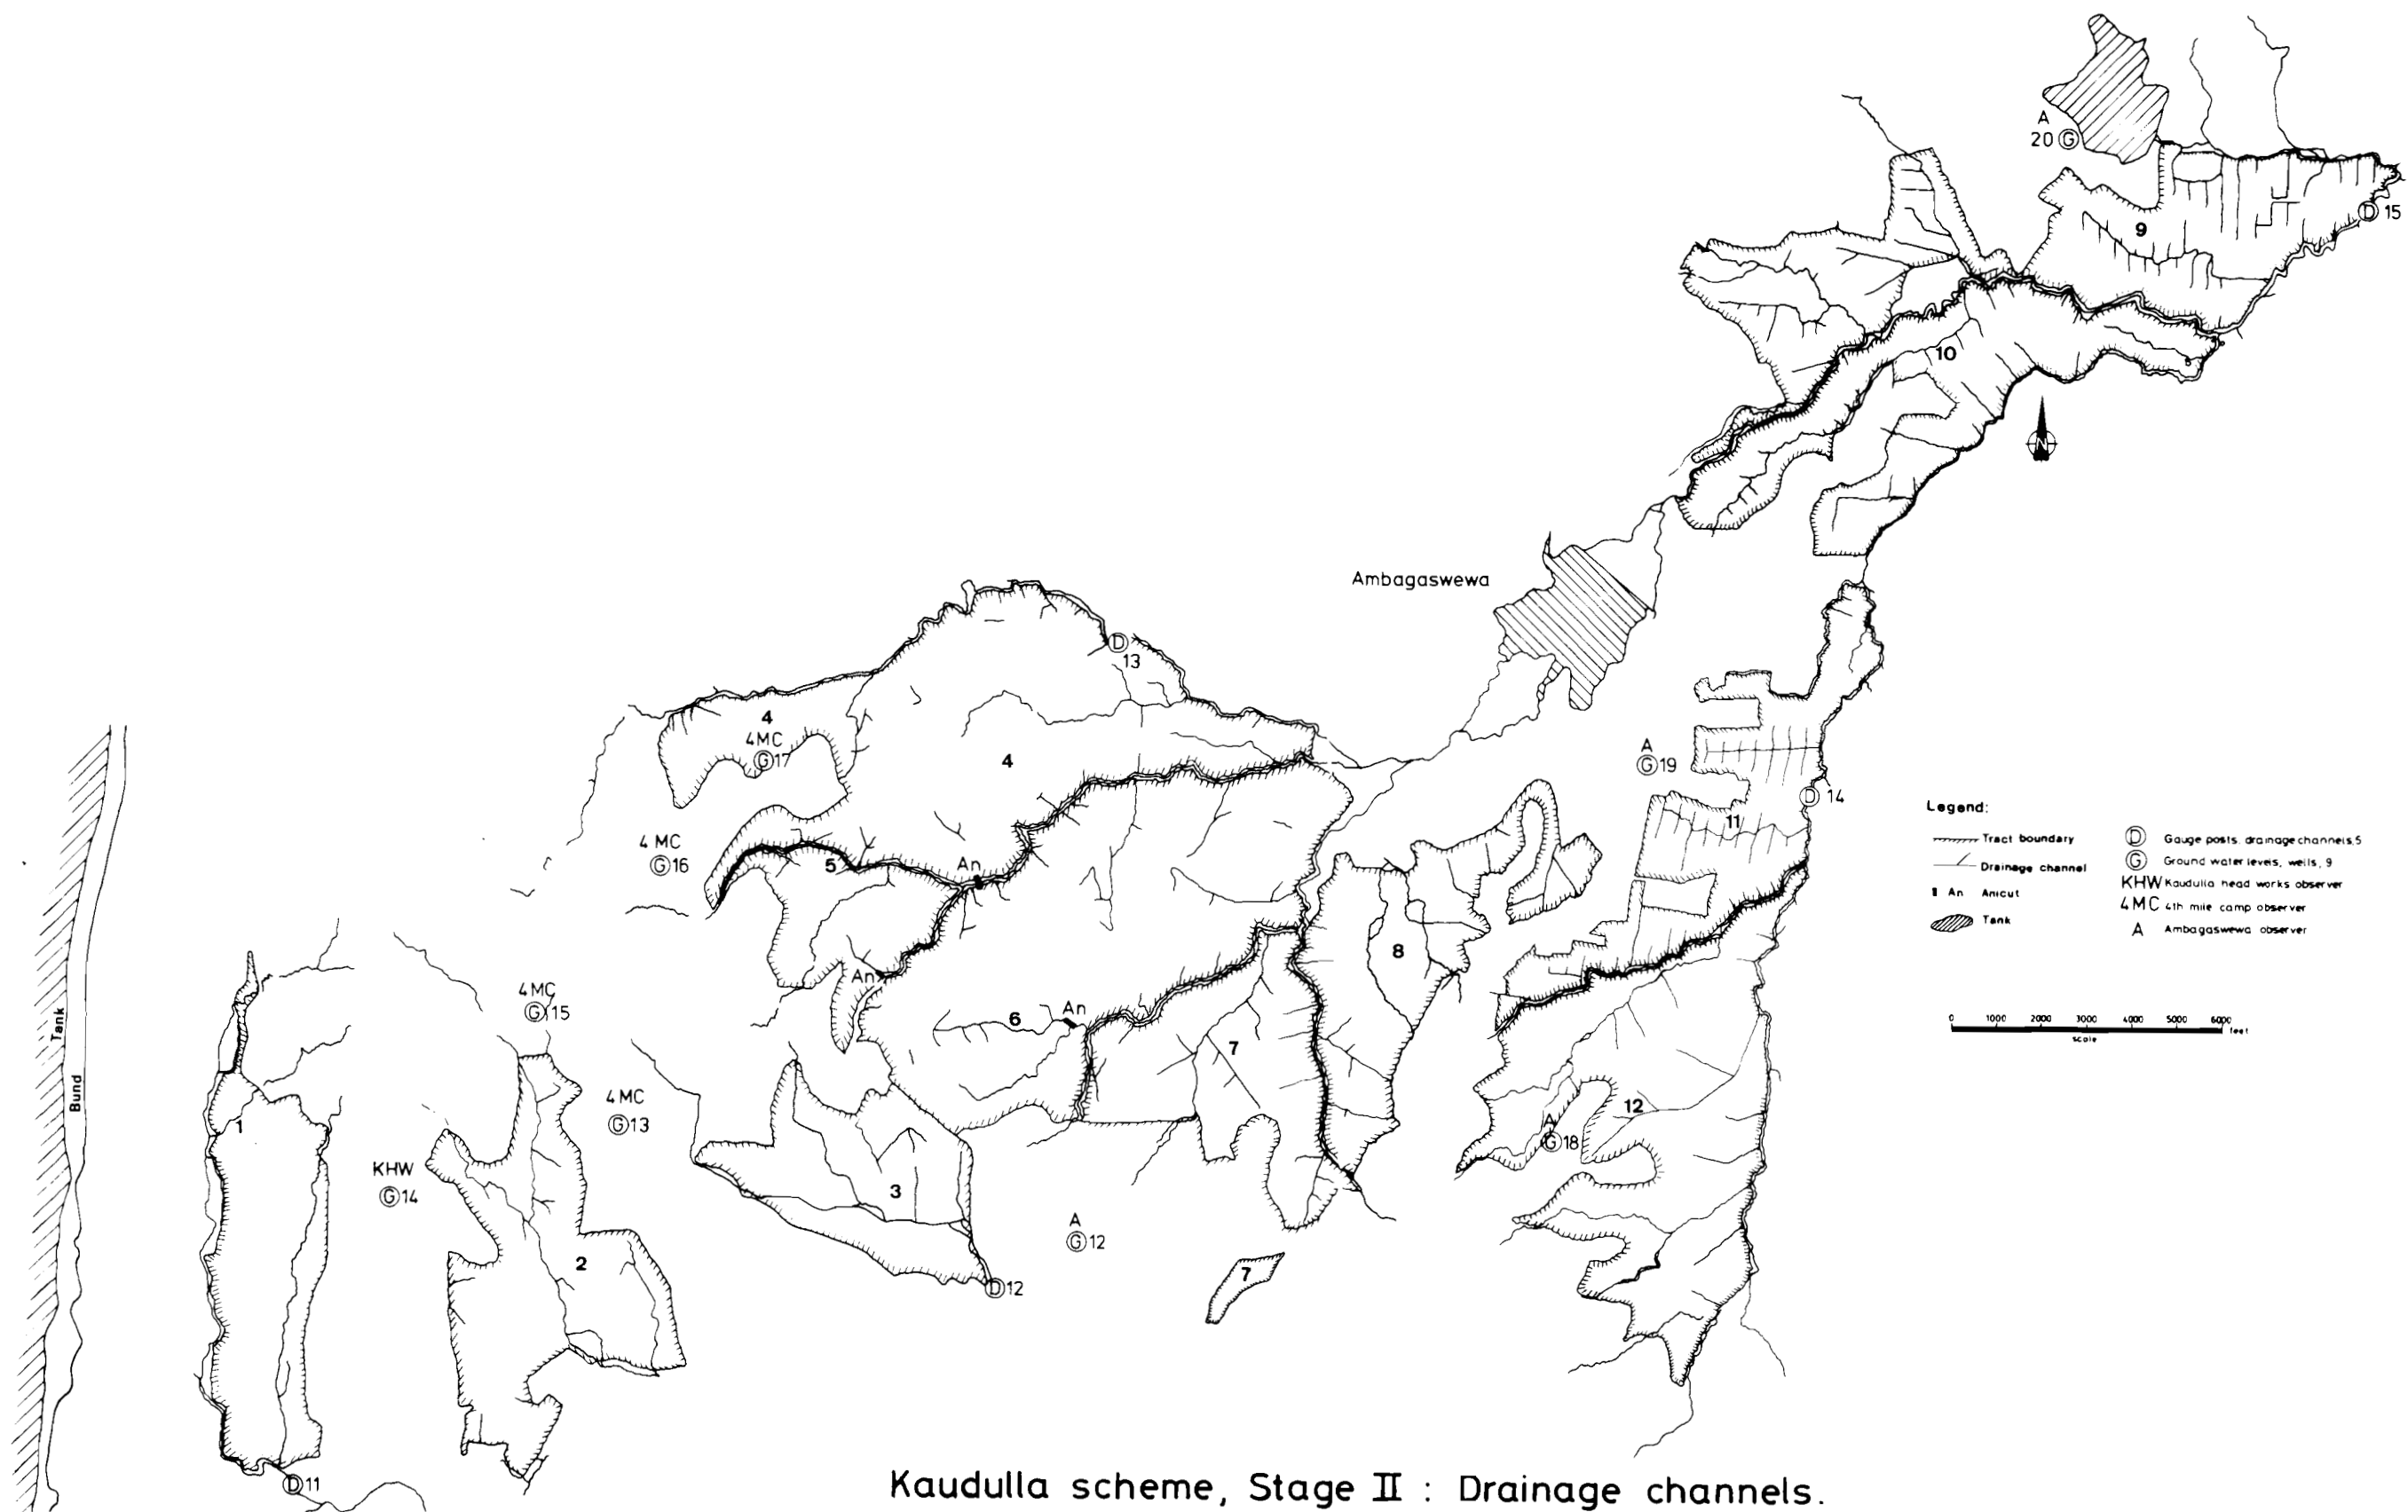 A
20 G
D 15
9
10
N
Ambagaswewa
D
13
4
4MC
G 17
4
A
G 19
D 14
11
4 MC
G 16
5
An
An
8
4MC
G 15
6
An
7
Tank
Bund
1
4MC
G 13
12
A
G 18
KHW
G 14
3
A
G 12
2
7
D 12
D 11
Legend:
Tract boundary
Drainage channel
An Anicut
Tank
D Gauge posts, drainage channels, 5
G Ground water levels, wells, 9
KHW Kaudulla head works observer
4MC 4th mile camp observer
A Ambagaswewa observer
0 1000 2000 3000 4000 5000 6000
feet
scale
Kaudulla scheme, Stage II : Drainage channels.